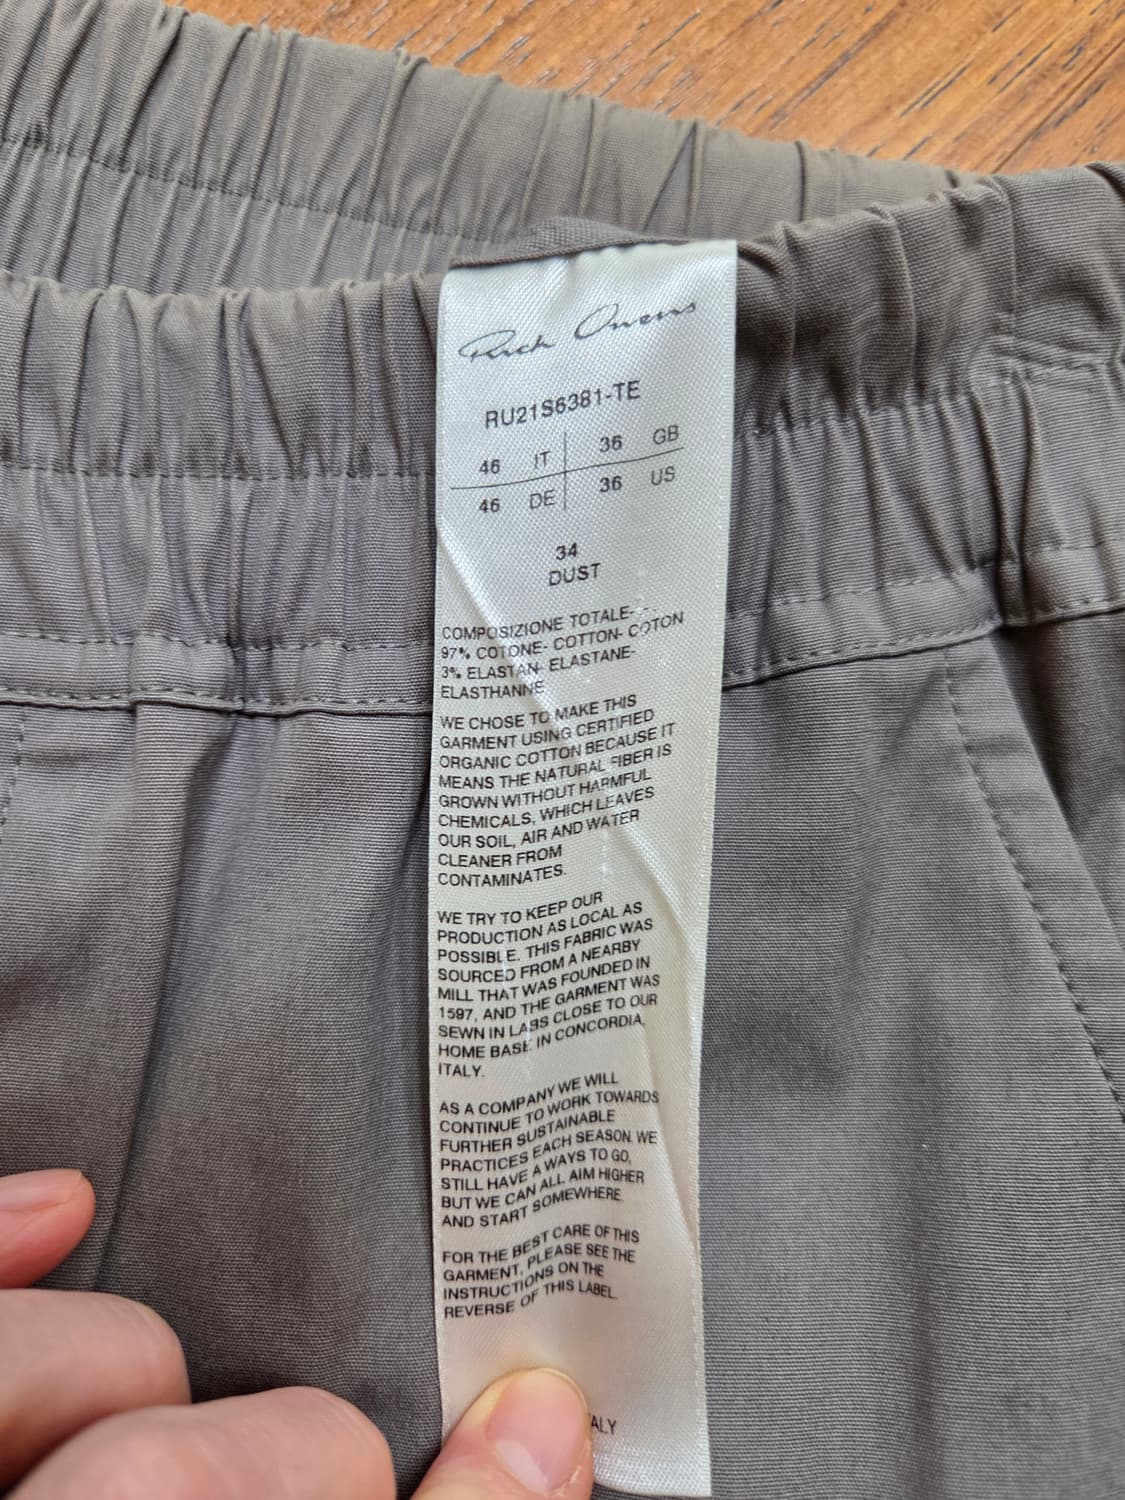 Rick Owens
RU21S6381-TE
46 IT 36 GB
46 DE 36 US
34
DUST
COMPOSIZIONE TOTALE-
97% COTONE- COTTON- COTON
3% ELASTAN- ELASTANE-
ELASTHANNE
WE CHOSE TO MAKE THIS
GARMENT USING CERTIFIED
ORGANIC COTTON BECAUSE IT
MEANS THE NATURAL FIBER IS
GROWN WITHOUT HARMFUL
CHEMICALS, WHICH LEAVES
OUR SOIL, AIR AND WATER
CLEANER FROM
CONTAMINATES.
WE TRY TO KEEP OUR
PRODUCTION AS LOCAL AS
POSSIBLE. THIS FABRIC WAS
SOURCED FROM A NEARBY
MILL THAT WAS FOUNDED IN
1597, AND THE GARMENT WAS
SEWN IN LABS CLOSE TO OUR
HOME BASE IN CONCORDIA,
ITALY.
AS A COMPANY WE WILL
CONTINUE TO WORK TOWARDS
FURTHER SUSTAINABLE
PRACTICES EACH SEASON. WE
STILL HAVE A WAYS TO GO,
BUT WE CAN ALL AIM HIGHER
AND START SOMEWHERE.
FOR THE BEST CARE OF THIS
GARMENT, PLEASE SEE THE
INSTRUCTIONS ON THE
REVERSE OF THIS LABEL.
ALY